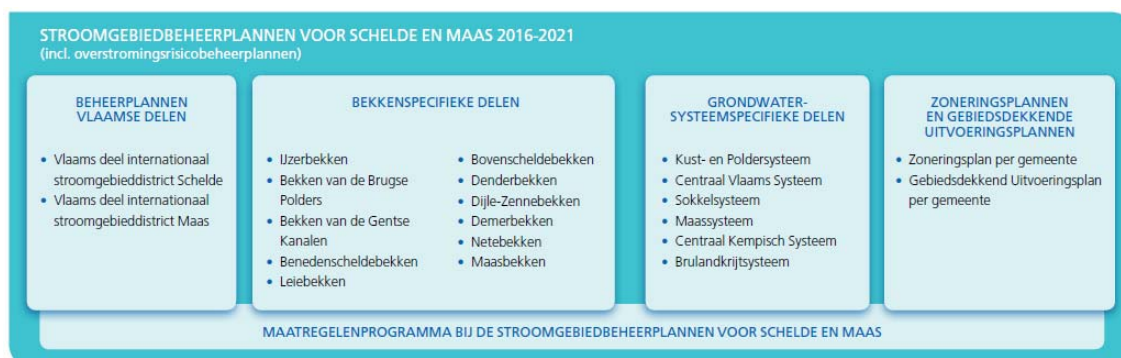 STROOMGEBIEDBEHEERPLANNEN VOOR SCHELDE EN MAAS 2016-2021
(incl. overstromingsrisicobeheerplannen)
BEHEERPLANNEN
VLAAMSE DELEN
• Vlaams deel internationaal
stroomgebieddistrict Schelde
• Vlaams deel internationaal
stroomgebieddistrict Maas
BEKKENSPECIFIEKE DELEN
• IJzerbekken
• Bekken van de Brugse
Polders
• Bekken van de Gentse
Kanalen
• Benedenscheldebekken
• Leiebekken
• Bovenscheldebekken
• Denderbekken
• Dijle-Zennebekken
• Demerbekken
• Netebekken
• Maasbekken
GRONDWATER-
SYSTEEMSPECIFIEKE DELEN
• Kust- en Poldersysteem
• Centraal Vlaams Systeem
• Sokkelsysteem
• Maassysteem
• Centraal Kempisch Systeem
• Brulandkrijtsysteem
ZONERINGSPLANNEN
EN GEBIEDSDEKKENDE
UITVOERINGSPLANNEN
• Zoneringsplan per gemeente
• Gebiedsdekkend Uitvoeringsplan
per gemeente
MAATREGELENPROGRAMMA BIJ DE STROOMGEBIEDBEHEERPLANNEN VOOR SCHELDE EN MAAS